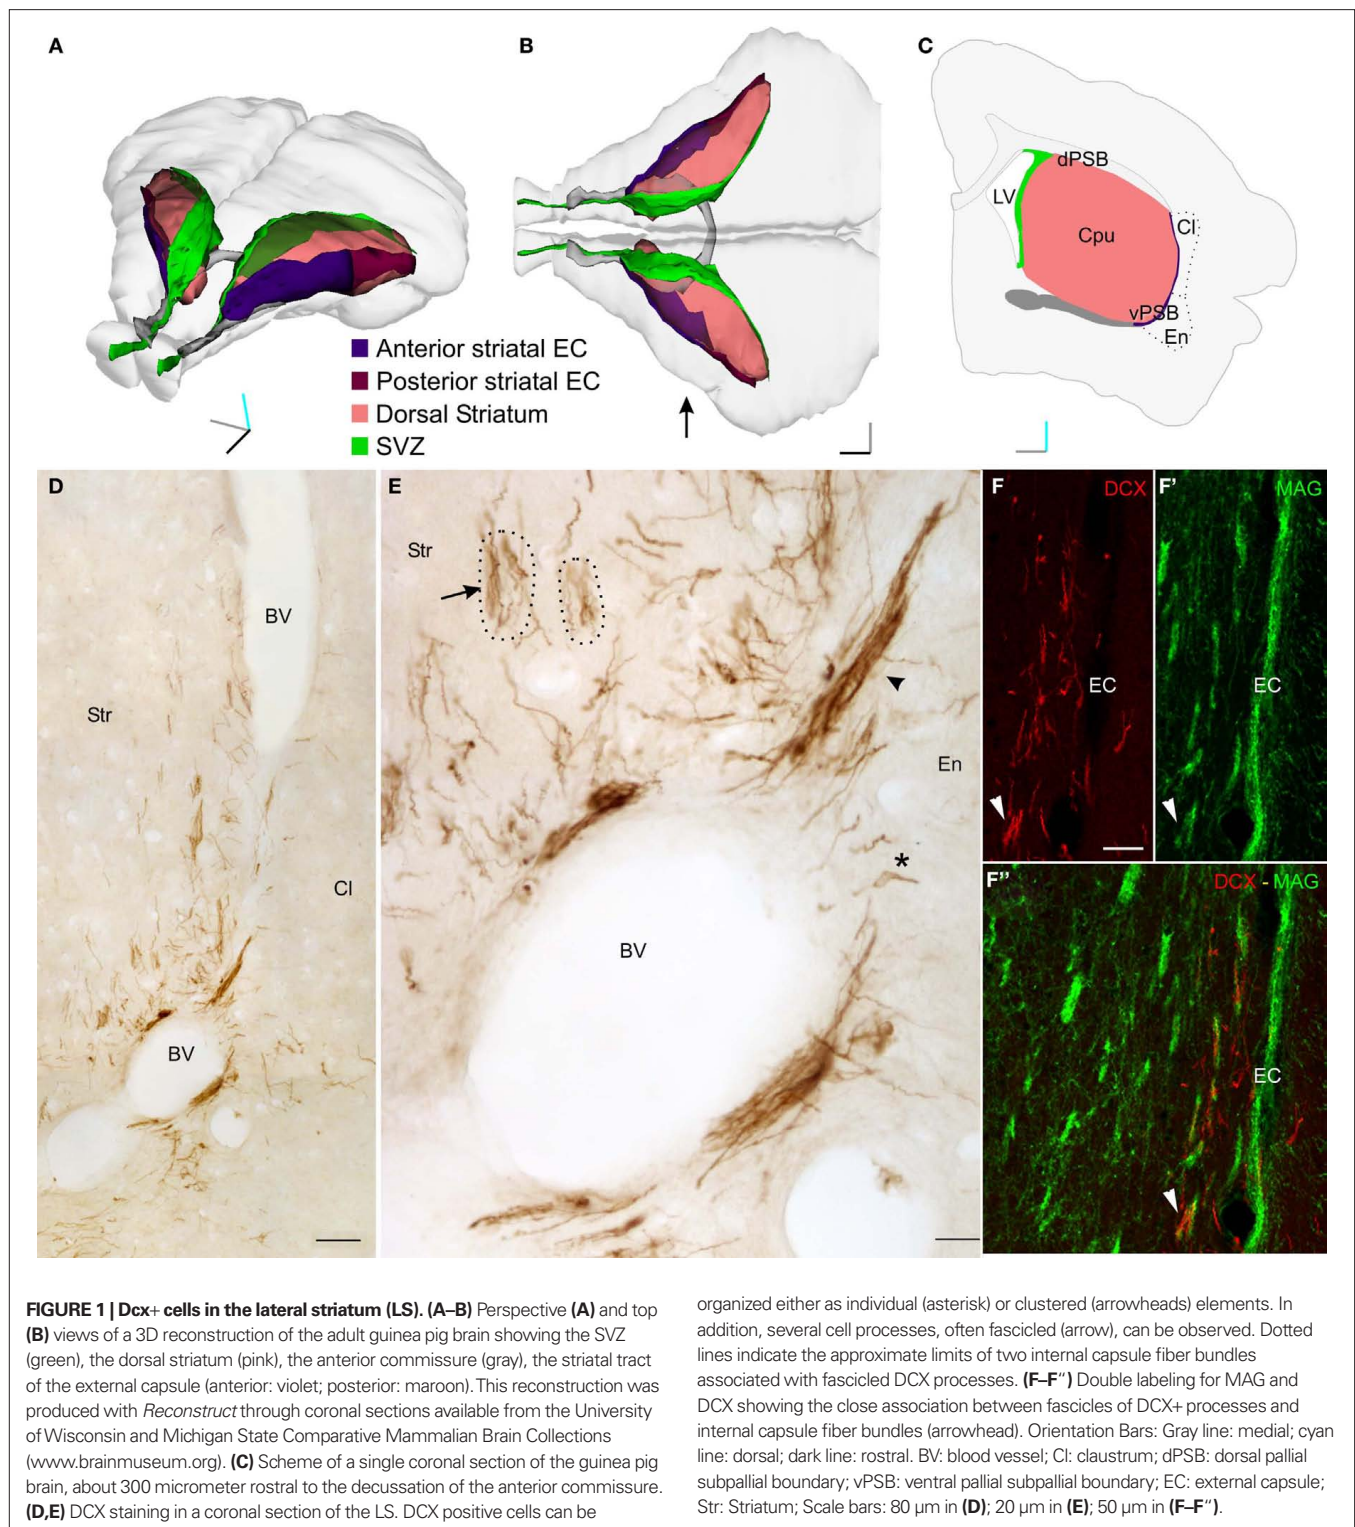 A
B
C
dPSB
LV
Cl
Cpu
vPSB
En
Anterior striatal EC
Posterior striatal EC
Dorsal Striatum
SVZ
D
BV
Str
Cl
BV
E
Str
En
*
BV
F
DCX
EC
F'
MAG
EC
F"
DCX - MAG
EC
FIGURE 1 | Dcx+ cells in the lateral striatum (LS). (A–B) Perspective (A) and top
(B) views of a 3D reconstruction of the adult guinea pig brain showing the SVZ
(green), the dorsal striatum (pink), the anterior commissure (gray), the striatal tract
of the external capsule (anterior: violet; posterior: maroon). This reconstruction was
produced with Reconstruct through coronal sections available from the University
of Wisconsin and Michigan State Comparative Mammalian Brain Collections
(www.brainmuseum.org). (C) Scheme of a single coronal section of the guinea pig
brain, about 300 micrometer rostral to the decussation of the anterior commissure.
(D,E) DCX staining in a coronal section of the LS. DCX positive cells can be
organized either as individual (asterisk) or clustered (arrowheads) elements. In
addition, several cell processes, often fascicled (arrow), can be observed. Dotted
lines indicate the approximate limits of two internal capsule fiber bundles
associated with fascicled DCX processes. (F–F") Double labeling for MAG and
DCX showing the close association between fascicles of DCX+ processes and
internal capsule fiber bundles (arrowhead). Orientation Bars: Gray line: medial; cyan
line: dorsal; dark line: rostral. BV: blood vessel; Cl: claustrum; dPSB: dorsal pallial
subpallial boundary; vPSB: ventral pallial subpallial boundary; EC: external capsule;
Str: Striatum; Scale bars: 80 μm in (D); 20 μm in (E); 50 μm in (F–F").